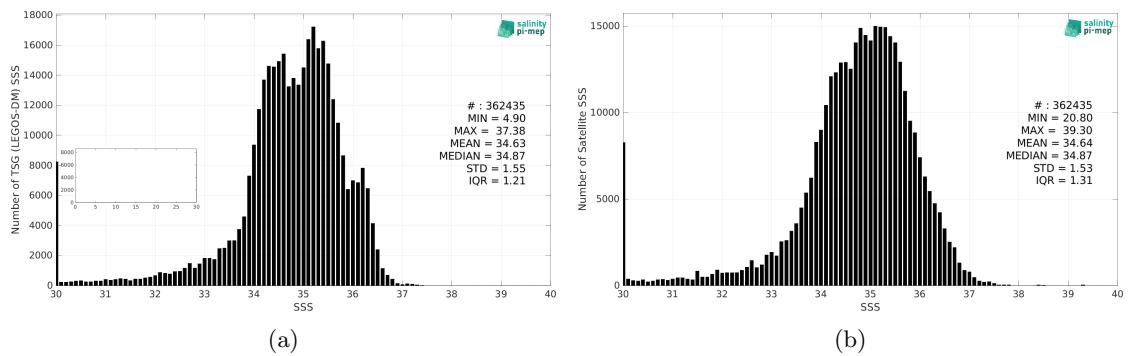 18000
16000
14000
12000
10000
8000
6000
4000
2000
0
Number of TSG (LEGOS-DM) SSS
salinity
pi-mep
# : 362435
MIN = 4.90
MAX = 37.38
MEAN = 34.63
MEDIAN = 34.87
STD = 1.55
IQR = 1.21
8000
6000
4000
2000
0
0 5 10 15 20 25 30
30 31 32 33 34 35 36 37 38 39 40
SSS
(a)
15000
10000
5000
0
Number of Satellite SSS
salinity
pi-mep
# : 362435
MIN = 20.80
MAX = 39.30
MEAN = 34.64
MEDIAN = 34.87
STD = 1.53
IQR = 1.31
30 31 32 33 34 35 36 37 38 39 40
SSS
(b)